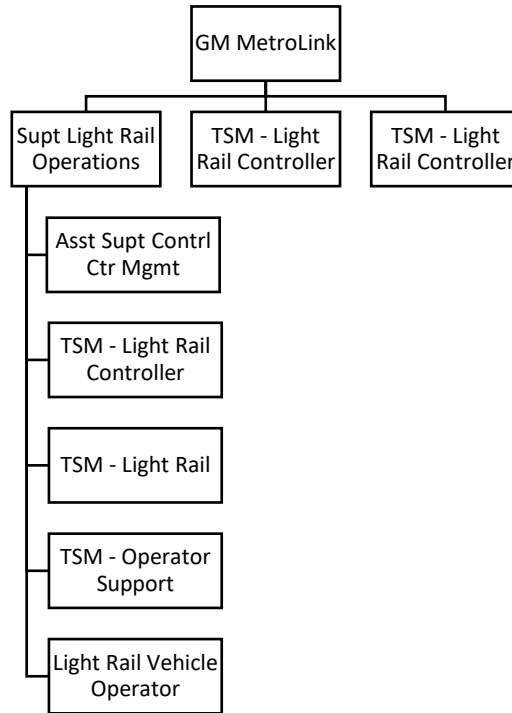 GM MetroLink
Supt Light Rail
Operations
TSM - Light
Rail Controller
TSM - Light
Rail Controller
Asst Supt Contrl
Ctr Mgmt
TSM - Light Rail
Controller
TSM - Light Rail
TSM - Operator
Support
Light Rail Vehicle
Operator